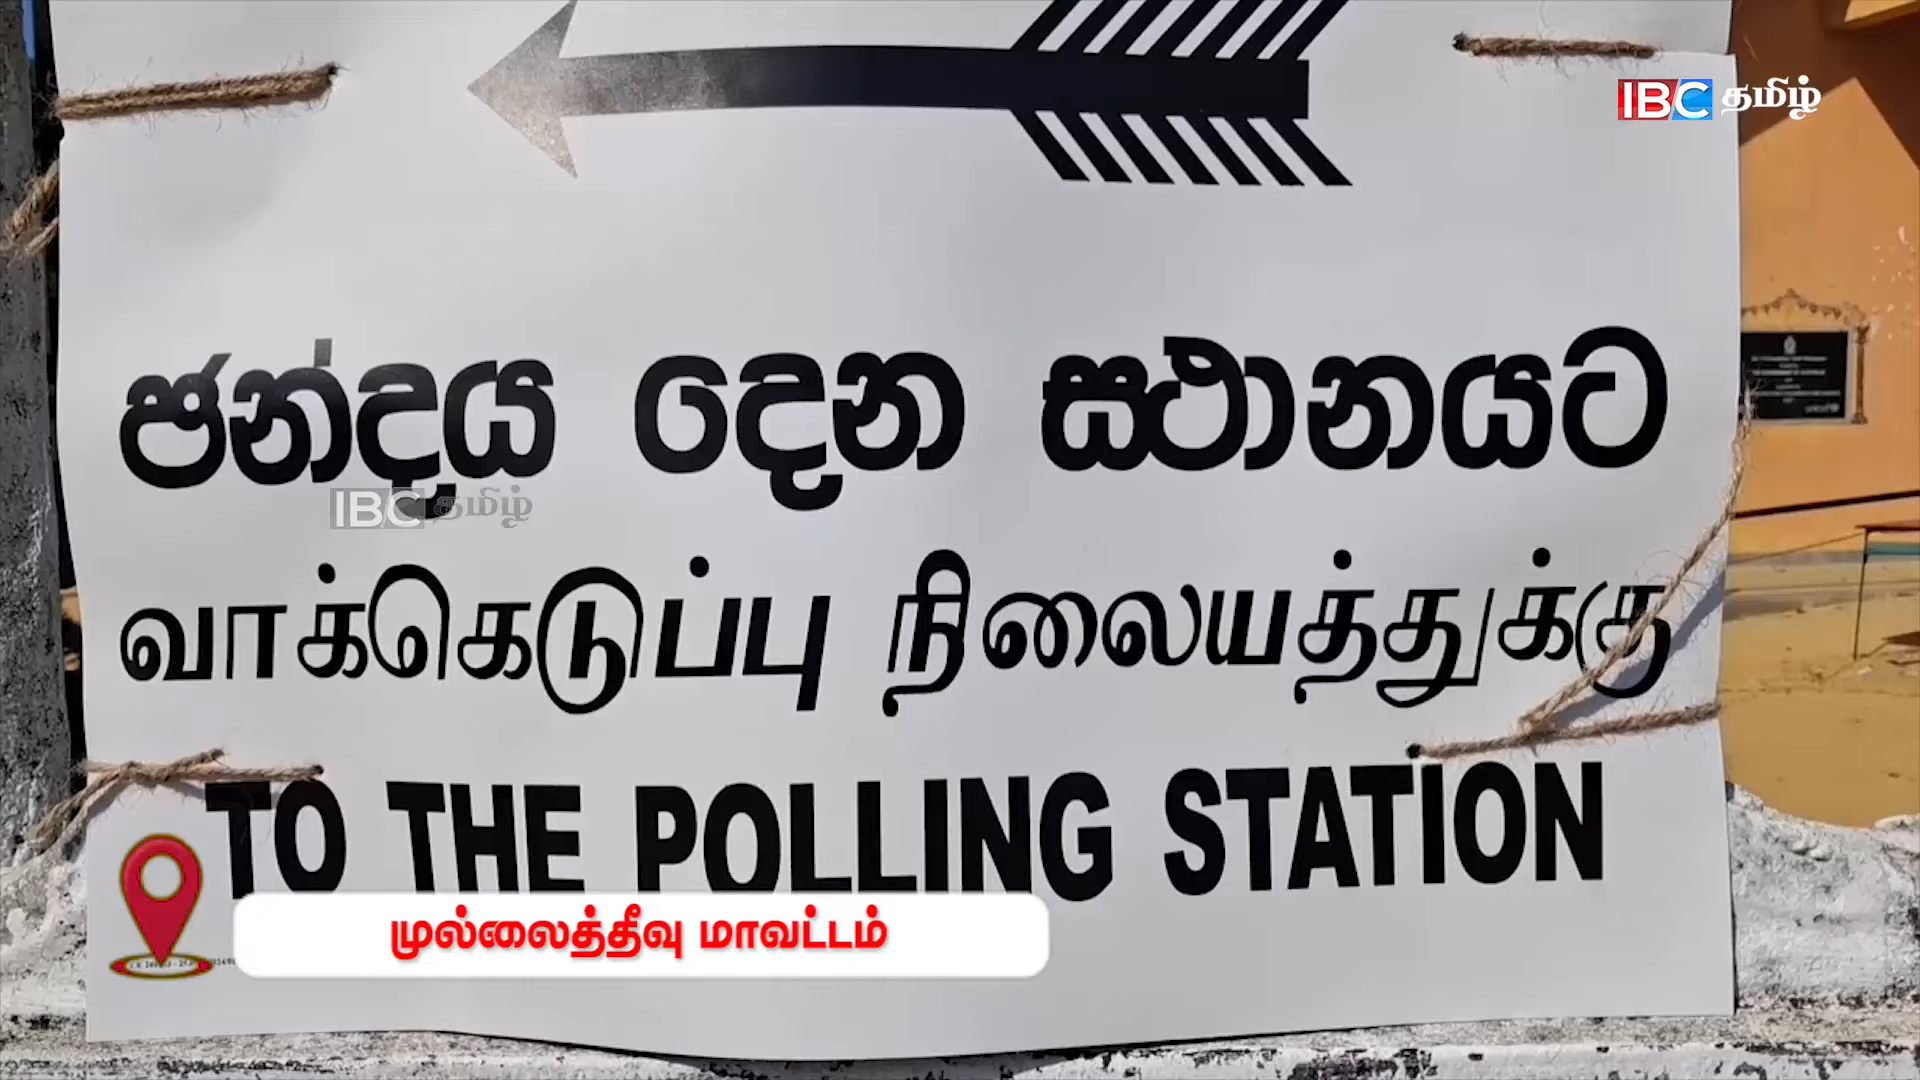 IBC தமிழ்
ඡන්දය දෙන ස්ථානයට
IBC தமிழ்
வாக்கெடுப்பு நிலையத்துக்கு
TO THE POLLING STATION
முல்லைத்தீவு மாவட்டம்